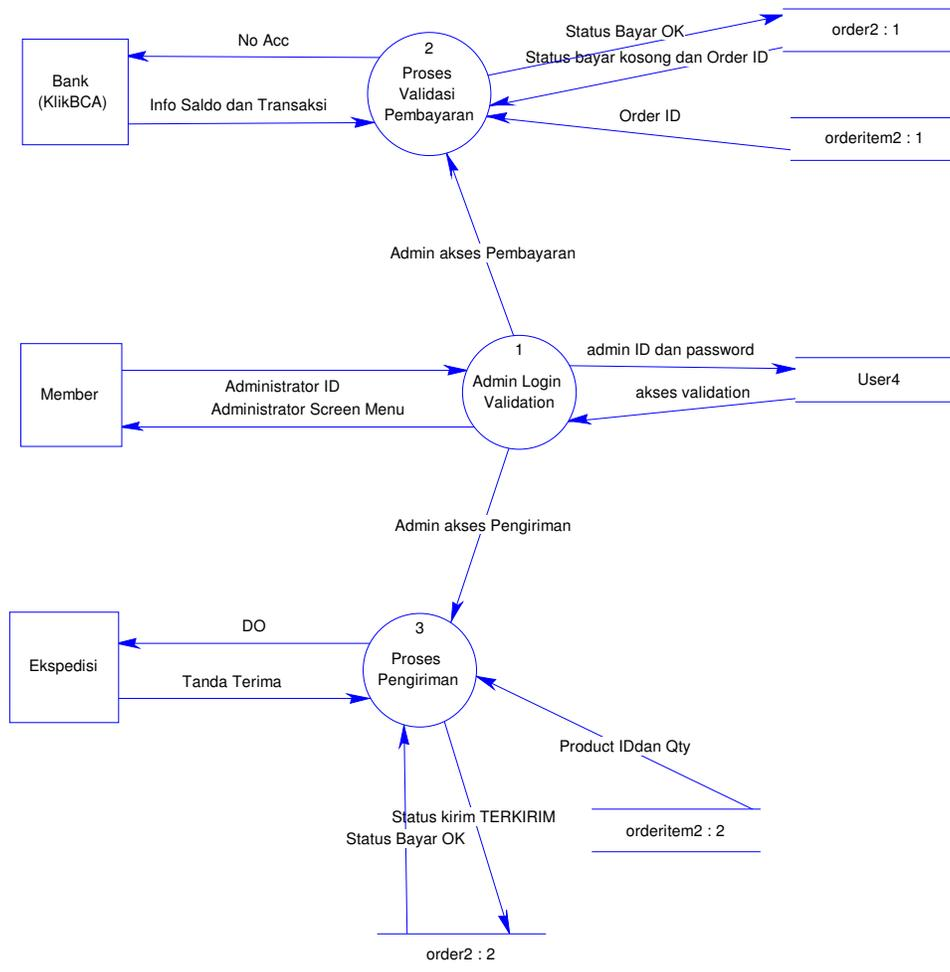 No Acc
Bank
(KlikBCA)
Info Saldo dan Transaksi
2
Proses
Validasi
Pembayaran
Status Bayar OK
Status bayar kosong dan Order ID
Order ID
order2 : 1
orderitem2 : 1
Admin akses Pembayaran
Member
Administrator ID
Administrator Screen Menu
1
Admin Login
Validation
admin ID dan password
akses validation
User4
Admin akses Pengiriman
Ekspedisi
DO
Tanda Terima
3
Proses
Pengiriman
Product IDdan Qty
orderitem2 : 2
Status kirim TERKIRIM
Status Bayar OK
order2 : 2